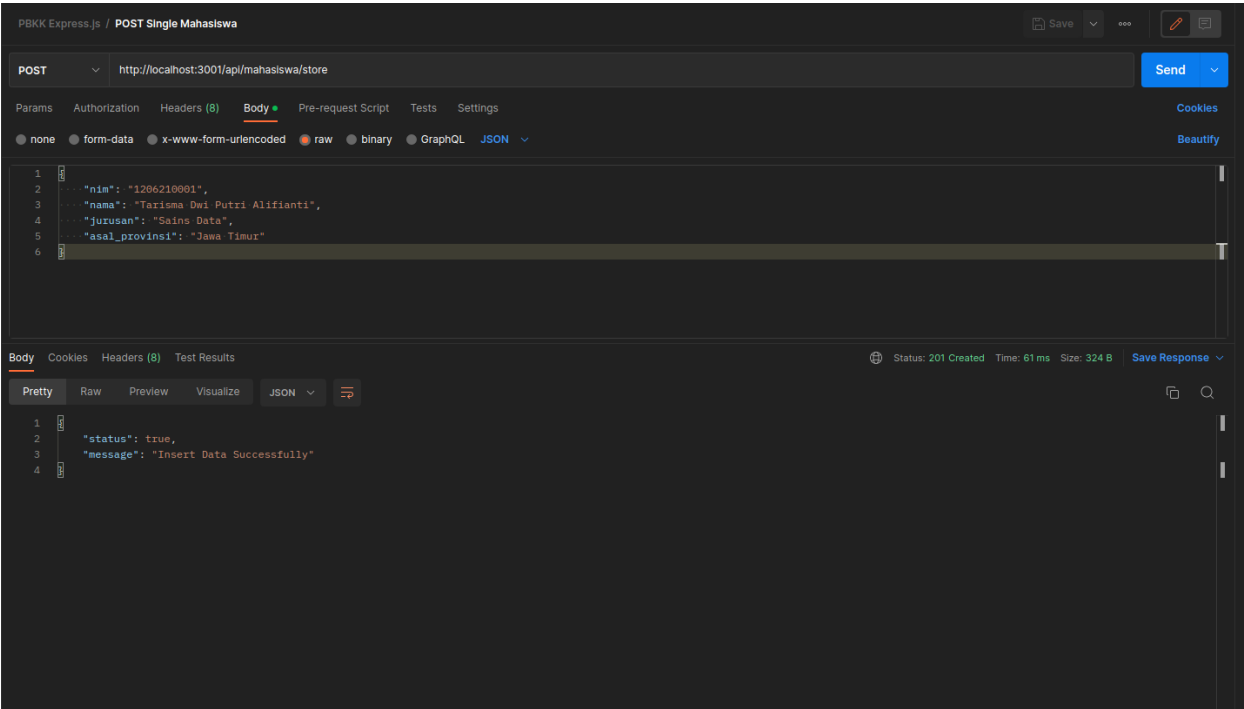 PBKK Express.js / POST Single Mahasiswa Save
POST http://localhost:3001/api/mahasiswa/store Send
Params Authorization Headers (8) Body Pre-request Script Tests Settings Cookies
none form-data x-www-form-urlencoded raw binary GraphQL JSON Beautify
1 {
2 "nim": "1206210001",
3 "nama": "Tarisma Dwi Putri Alifianti",
4 "jurusan": "Sains Data",
5 "asal_provinsi": "Jawa Timur"
6 }
Body Cookies Headers (8) Test Results Status: 201 Created Time: 61 ms Size: 324 B Save Response
Pretty Raw Preview Visualize JSON
1 {
2 "status": true,
3 "message": "Insert Data Successfully"
4 }